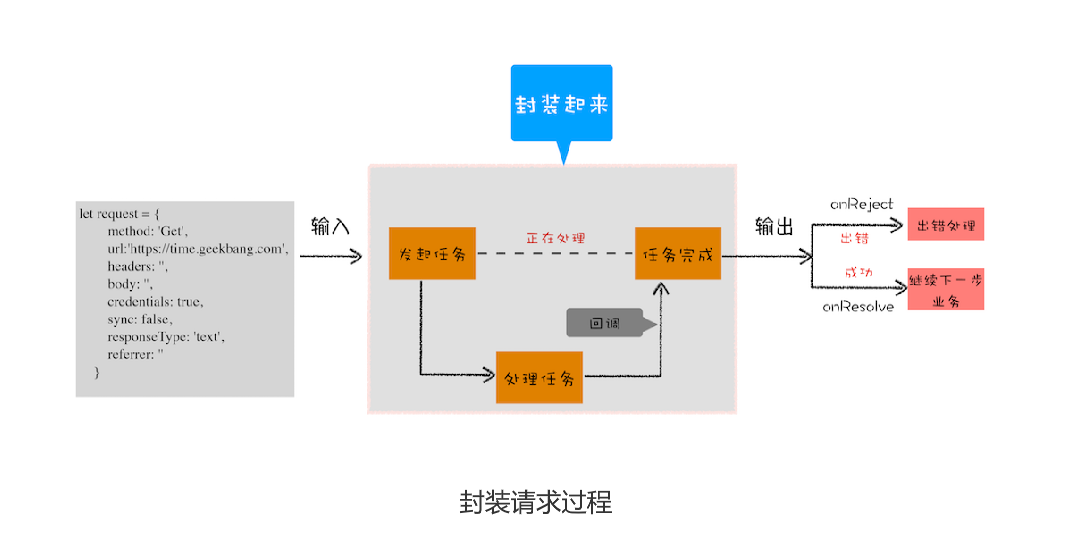 封装起来
let request = {
method: 'Get',
url:'https://time.geekbang.com',
headers: '',
body: '',
credentials: true,
sync: false,
responseType: 'text',
referrer: ''
}
输入
发起任务
正在处理
任务完成
回调
处理任务
输出
onReject
出错
出错处理
成功
onResolve
继续下一步
业务
封装请求过程